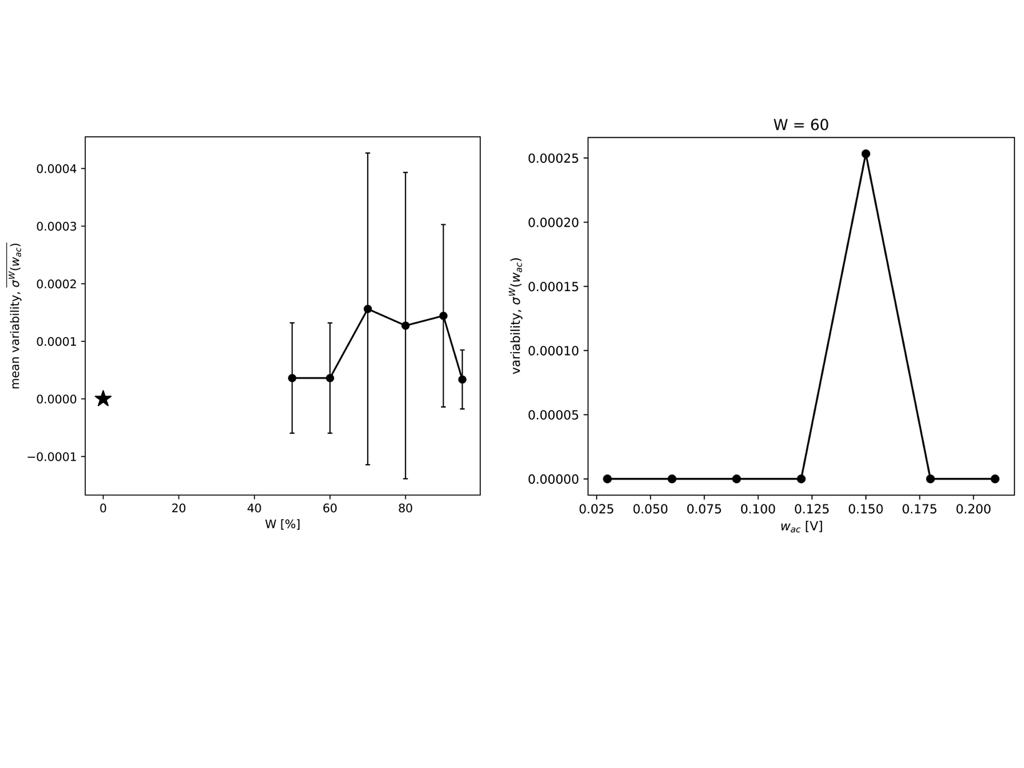 0.0004
0.0003
0.0002
0.0001
0.0000
−0.0001
mean variability, σᵂ(w_ac)
0 20 40 60 80
W [%]
W = 60
0.00025
0.00020
0.00015
0.00010
0.00005
0.00000
variability, σᵂ(w_ac)
0.025 0.050 0.075 0.100 0.125 0.150 0.175 0.200
w_ac [V]